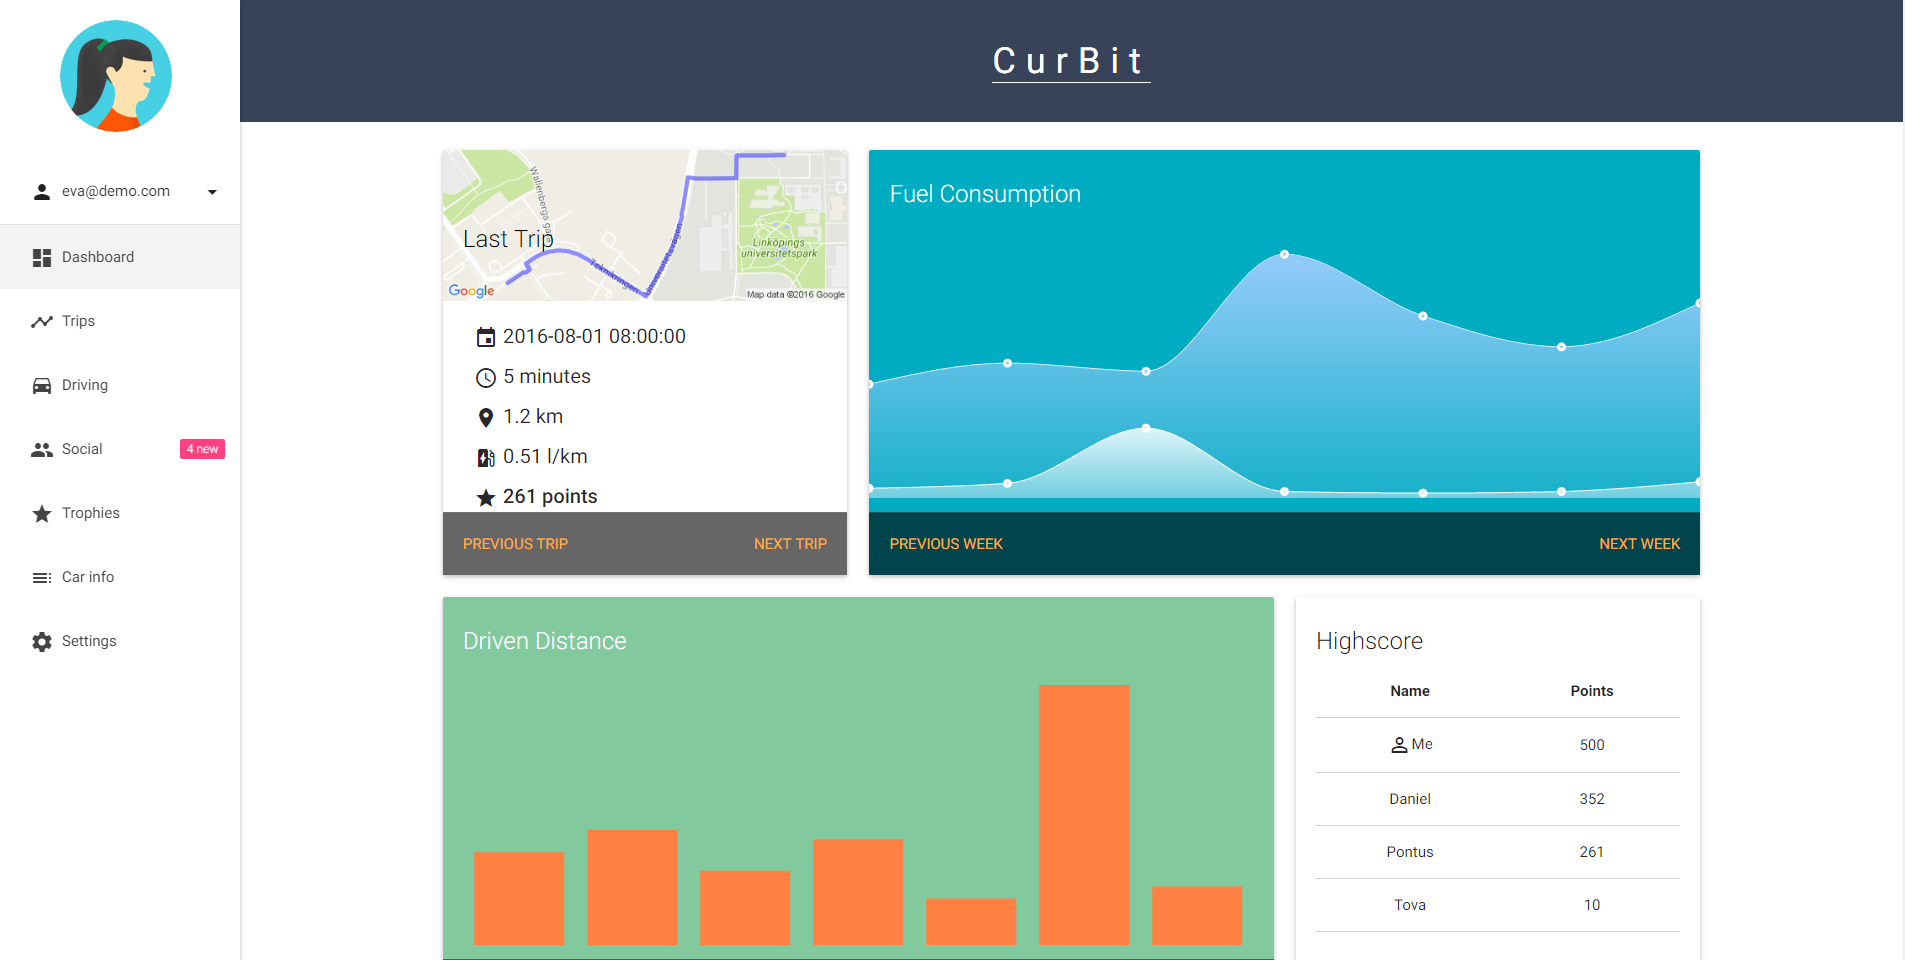 CurBit
eva@demo.com
Dashboard
Trips
Driving
Social
4 new
Trophies
Car info
Settings
Wallenbergs gata
Last Trip
Teknikringen
Universitetsvägen
Linköpings
universitetspark
Google
Map data ©2016 Google
2016-08-01 08:00:00
5 minutes
1.2 km
0.51 l/km
261 points
PREVIOUS TRIP
NEXT TRIP
Fuel Consumption
PREVIOUS WEEK
NEXT WEEK
Driven Distance
Highscore
Name Points
Me 500
Daniel 352
Pontus 261
Tova 10